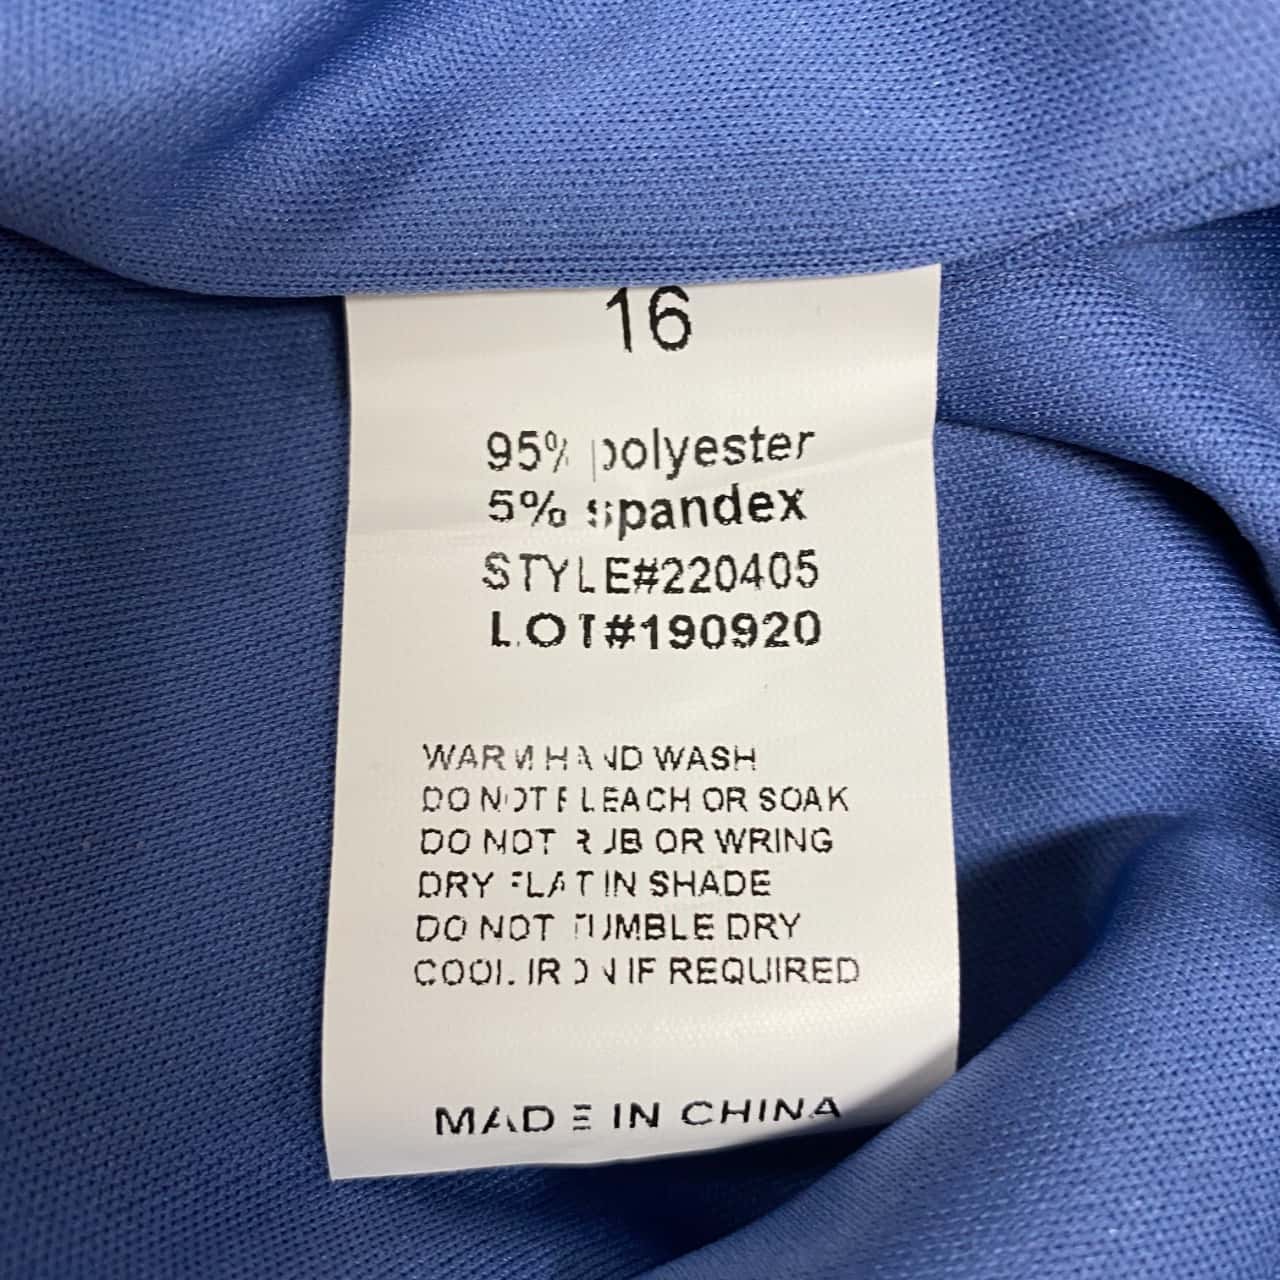 16
95% polyester
5% spandex
STYLE#220405
LOT#190920
WARM HAND WASH
DO NOT BLEACH OR SOAK
DO NOT RUB OR WRING
DRY FLAT IN SHADE
DO NOT TUMBLE DRY
COOL IRON IF REQUIRED
MADE IN CHINA